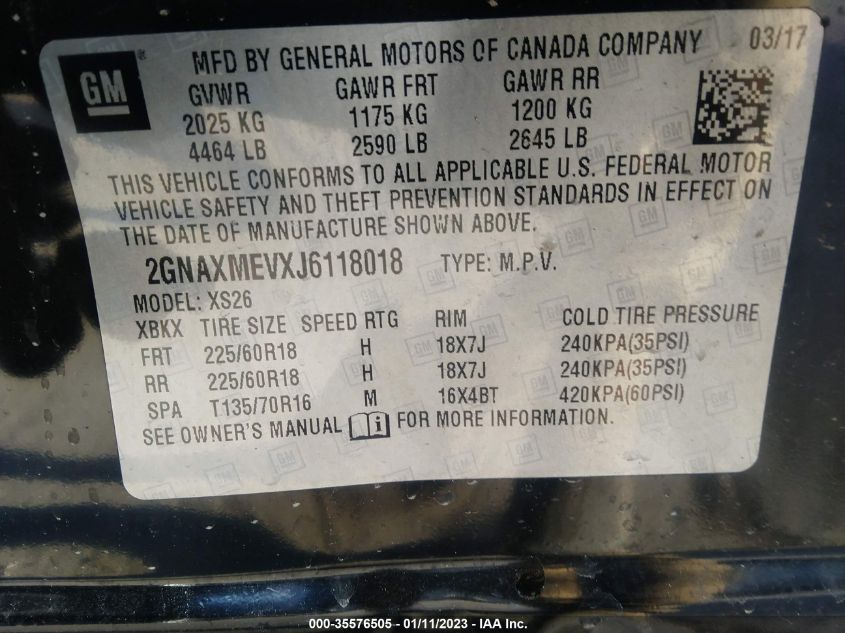 GM
MFD BY GENERAL MOTORS OF CANADA COMPANY 03/17
GVWR GAWR FRT GAWR RR
2025 KG 1175 KG 1200 KG
4464 LB 2590 LB 2645 LB
THIS VEHICLE CONFORMS TO ALL APPLICABLE U.S. FEDERAL MOTOR
VEHICLE SAFETY AND THEFT PREVENTION STANDARDS IN EFFECT ON
THE DATE OF MANUFACTURE SHOWN ABOVE.
2GNAXMEVXJ6118018 TYPE: M.P.V.
MODEL: XS26
XBKX TIRE SIZE SPEED RTG RIM COLD TIRE PRESSURE
FRT 225/60R18 H 18X7J 240KPA(35PSI)
RR 225/60R18 H 18X7J 240KPA(35PSI)
SPA T135/70R16 M 16X4BT 420KPA(60PSI)
SEE OWNER'S MANUAL FOR MORE INFORMATION.
000-35576505 - 01/11/2023 - IAA Inc.